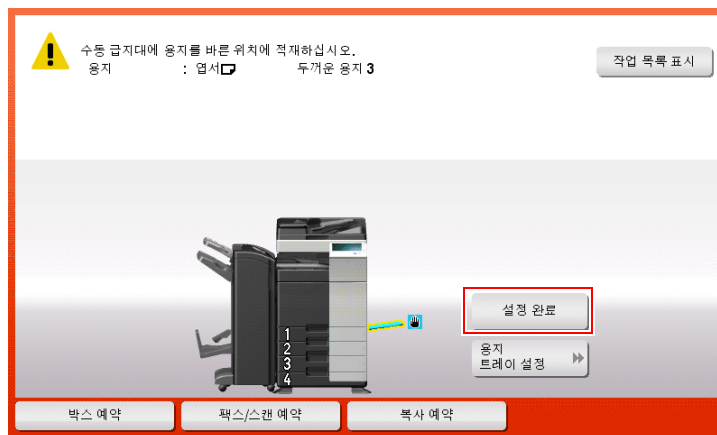 수동 급지대에 용지를 바른 위치에 적재하십시오.
용지 : 엽서 두꺼운 용지 3
작업 목록 표시
1
2
3
4
설정 완료
용지
트레이 설정
박스 예약
팩스/스캔 예약
복사 예약